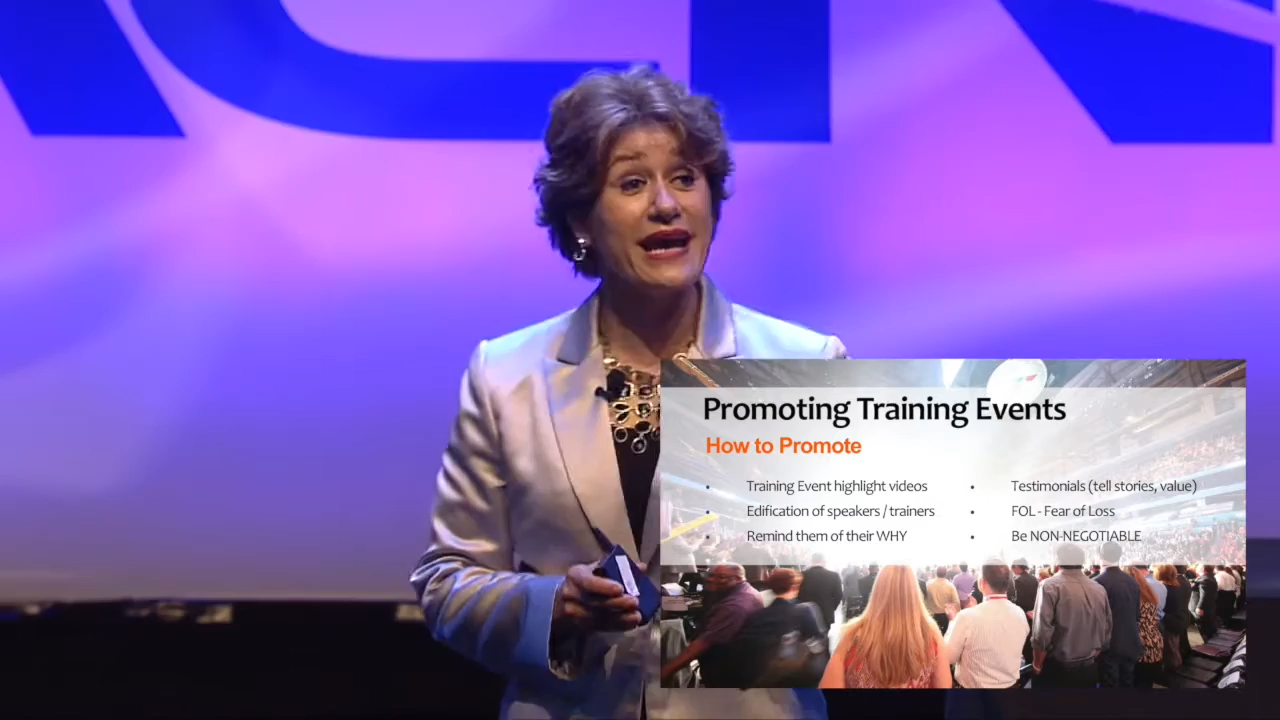 Promoting Training Events
How to Promote
• Training Event highlight videos
• Edification of speakers / trainers
• Remind them of their WHY
• Testimonials (tell stories, value)
• FOL - Fear of Loss
• Be NON-NEGOTIABLE